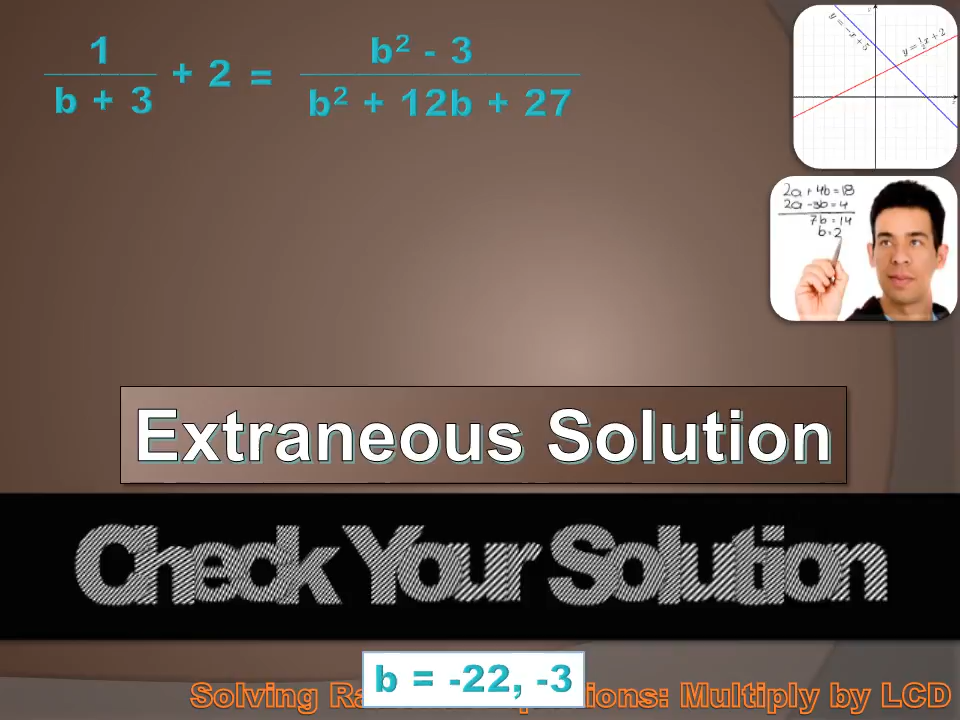 1
b + 3
+ 2 =
b² - 3
b² + 12b + 27
y = -x + 5
y = ½x + 2
2a + 4b = 18
2a - 3b = 4
7b = 14
b = 2
Extraneous Solution
Check Your Solution
b = -22, -3
Solving Ra ions: Multiply by LCD